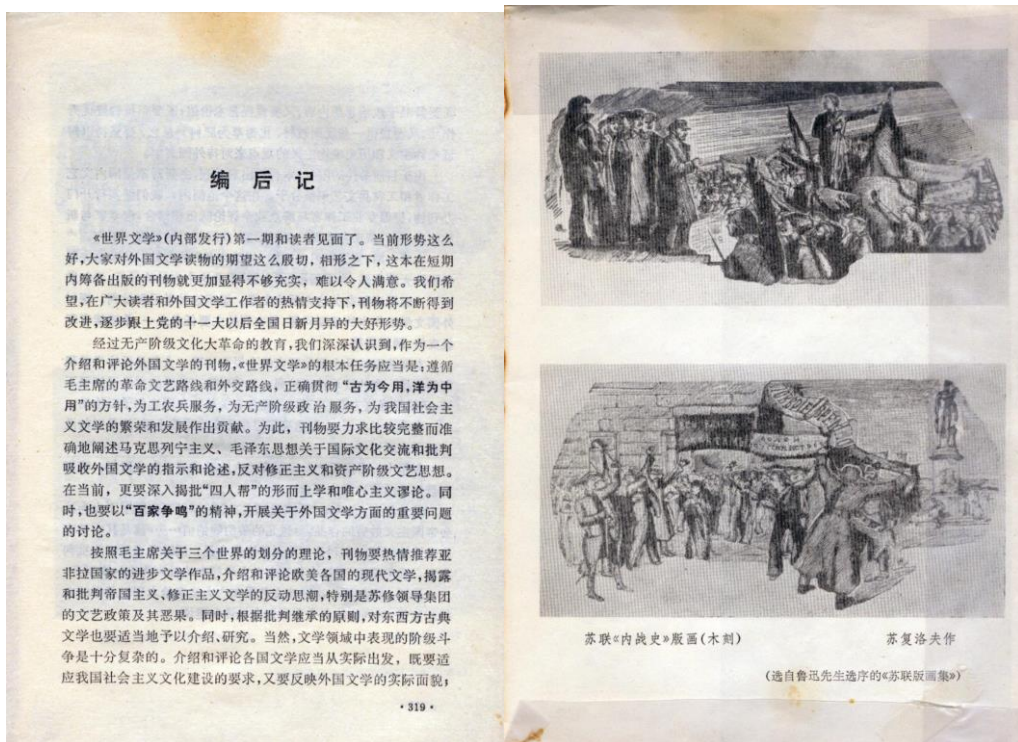 编后记
《世界文学》(内部发行)第一期和读者见面了。当前形势这么
好,大家对外国文学读物的期望这么殷切,相形之下,这本在短期
内筹备出版的刊物就更加显得不够充实,难以令人满意。我们希
望,在广大读者和外国文学工作者的热情支持下,刊物将不断得到
改进,逐步跟上党的十一大以后全国日新月异的大好形势。
经过无产阶级文化大革命的教育,我们深深认识到,作为一个
介绍和评论外国文学的刊物,《世界文学》的根本任务应当是:遵循
毛主席的革命文艺路线和外交路线,正确贯彻“古为今用,洋为中
用”的方针,为工农兵服务,为无产阶级政治服务,为我国社会主
义文学的繁荣和发展作出贡献。为此,刊物要力求比较完整而准
确地阐述马克思列宁主义、毛泽东思想关于国际文化交流和批判
吸收外国文学的指示和论述,反对修正主义和资产阶级文艺思想。
在当前,更要深入揭批“四人帮”的形而上学和唯心主义谬论。同
时,也要以“百家争鸣”的精神,开展关于外国文学方面的重要问题
的讨论。
按照毛主席关于三个世界的划分的理论,刊物要热情推荐亚
非拉国家的进步文学作品,介绍和评论欧美各国的现代文学,揭露
和批判帝国主义、修正主义文学的反动思潮,特别是苏修领导集团
的文艺政策及其恶果。同时,根据批判继承的原则,对东西方古典
文学也要适当地予以介绍、研究。当然,文学领域中表现的阶级斗
争是十分复杂的。介绍和评论各国文学应当从实际出发,既要适
应我国社会主义文化建设的要求,又要反映外国文学的实际面貌;
·319·
苏联《内战史》版画(木刻) 苏复洛夫作
(选自鲁迅先生选序的《苏联版画集》)